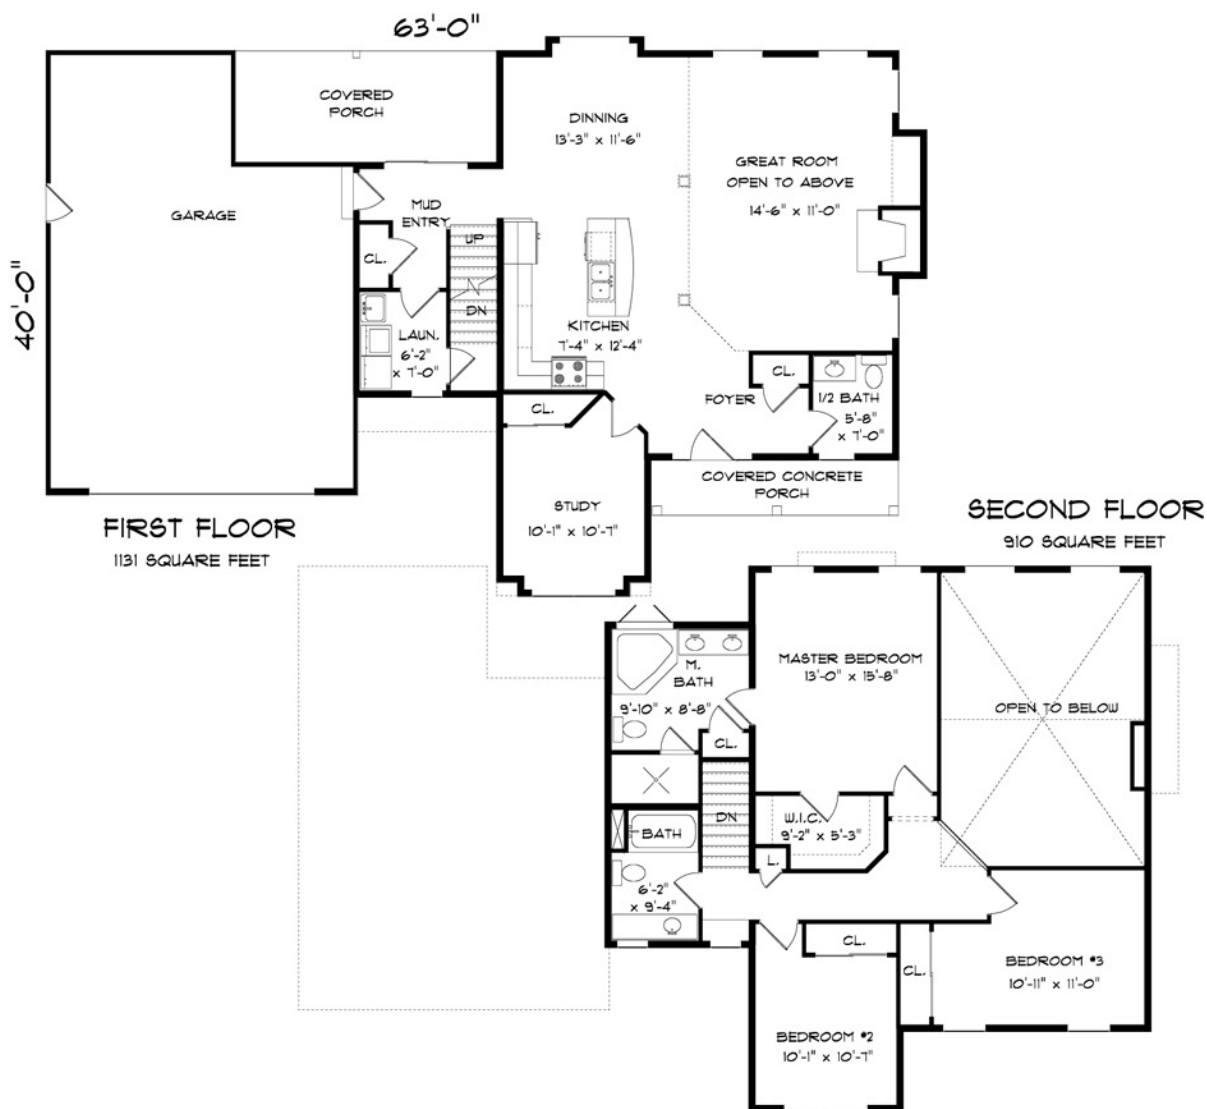 63'-0"
40'-0"
COVERED
PORCH
DINNING
13'-3" x 11'-6"
GREAT ROOM
OPEN TO ABOVE
14'-6" x 11'-0"
GARAGE
MUD
ENTRY
UP
CL.
DN
LAUN.
6'-2"
x 7'-0"
KITCHEN
7'-4" x 12'-4"
CL.
FOYER
CL.
1/2 BATH
5'-8"
x 7'-0"
COVERED CONCRETE
PORCH
STUDY
10'-1" x 10'-7"
FIRST FLOOR
1131 SQUARE FEET
SECOND FLOOR
910 SQUARE FEET
M.
BATH
9'-10" x 8'-8"
CL.
MASTER BEDROOM
13'-0" x 15'-8"
OPEN TO BELOW
DN
W.I.C.
9'-2" x 5'-3"
BATH
L.
6'-2"
x 9'-4"
CL.
CL.
BEDROOM #3
10'-11" x 11'-0"
BEDROOM #2
10'-1" x 10'-7"